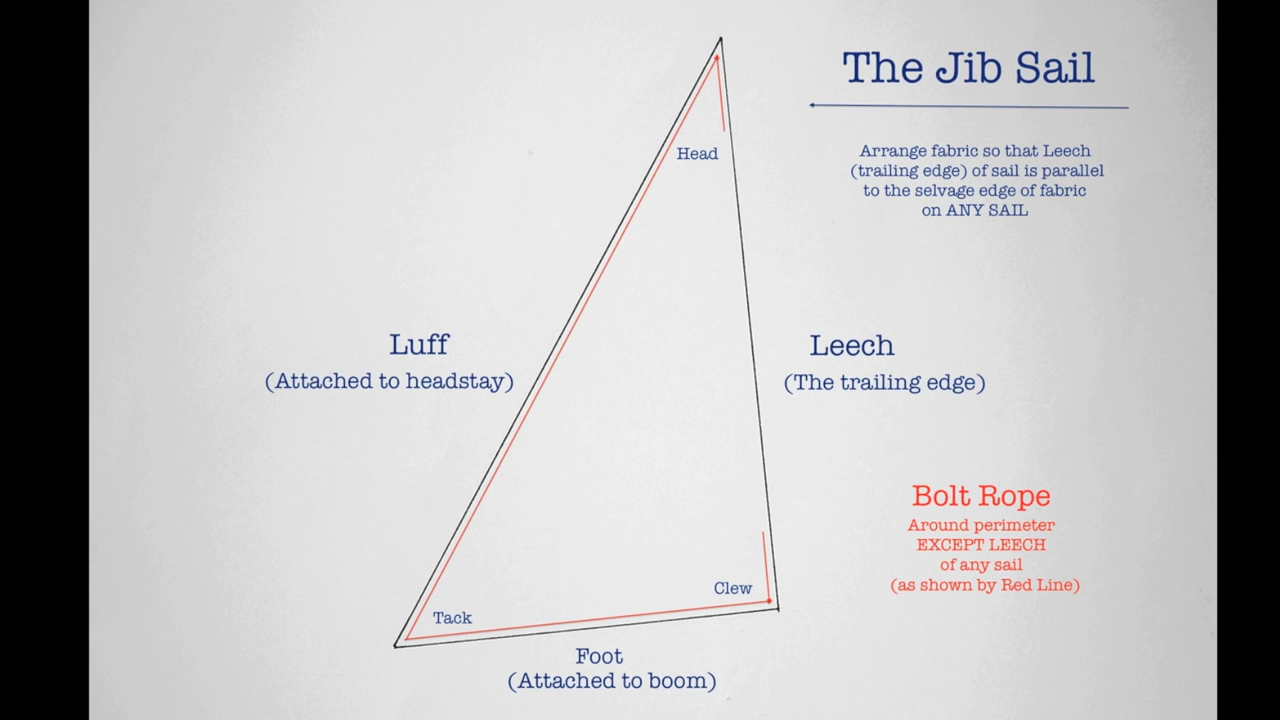 The Jib Sail
Arrange fabric so that Leech
(trailing edge) of sail is parallel
to the selvage edge of fabric
on ANY SAIL
Head
Luff
(Attached to headstay)
Leech
(The trailing edge)
Bolt Rope
Around perimeter
EXCEPT LEECH
of any sail
(as shown by Red Line)
Clew
Tack
Foot
(Attached to boom)